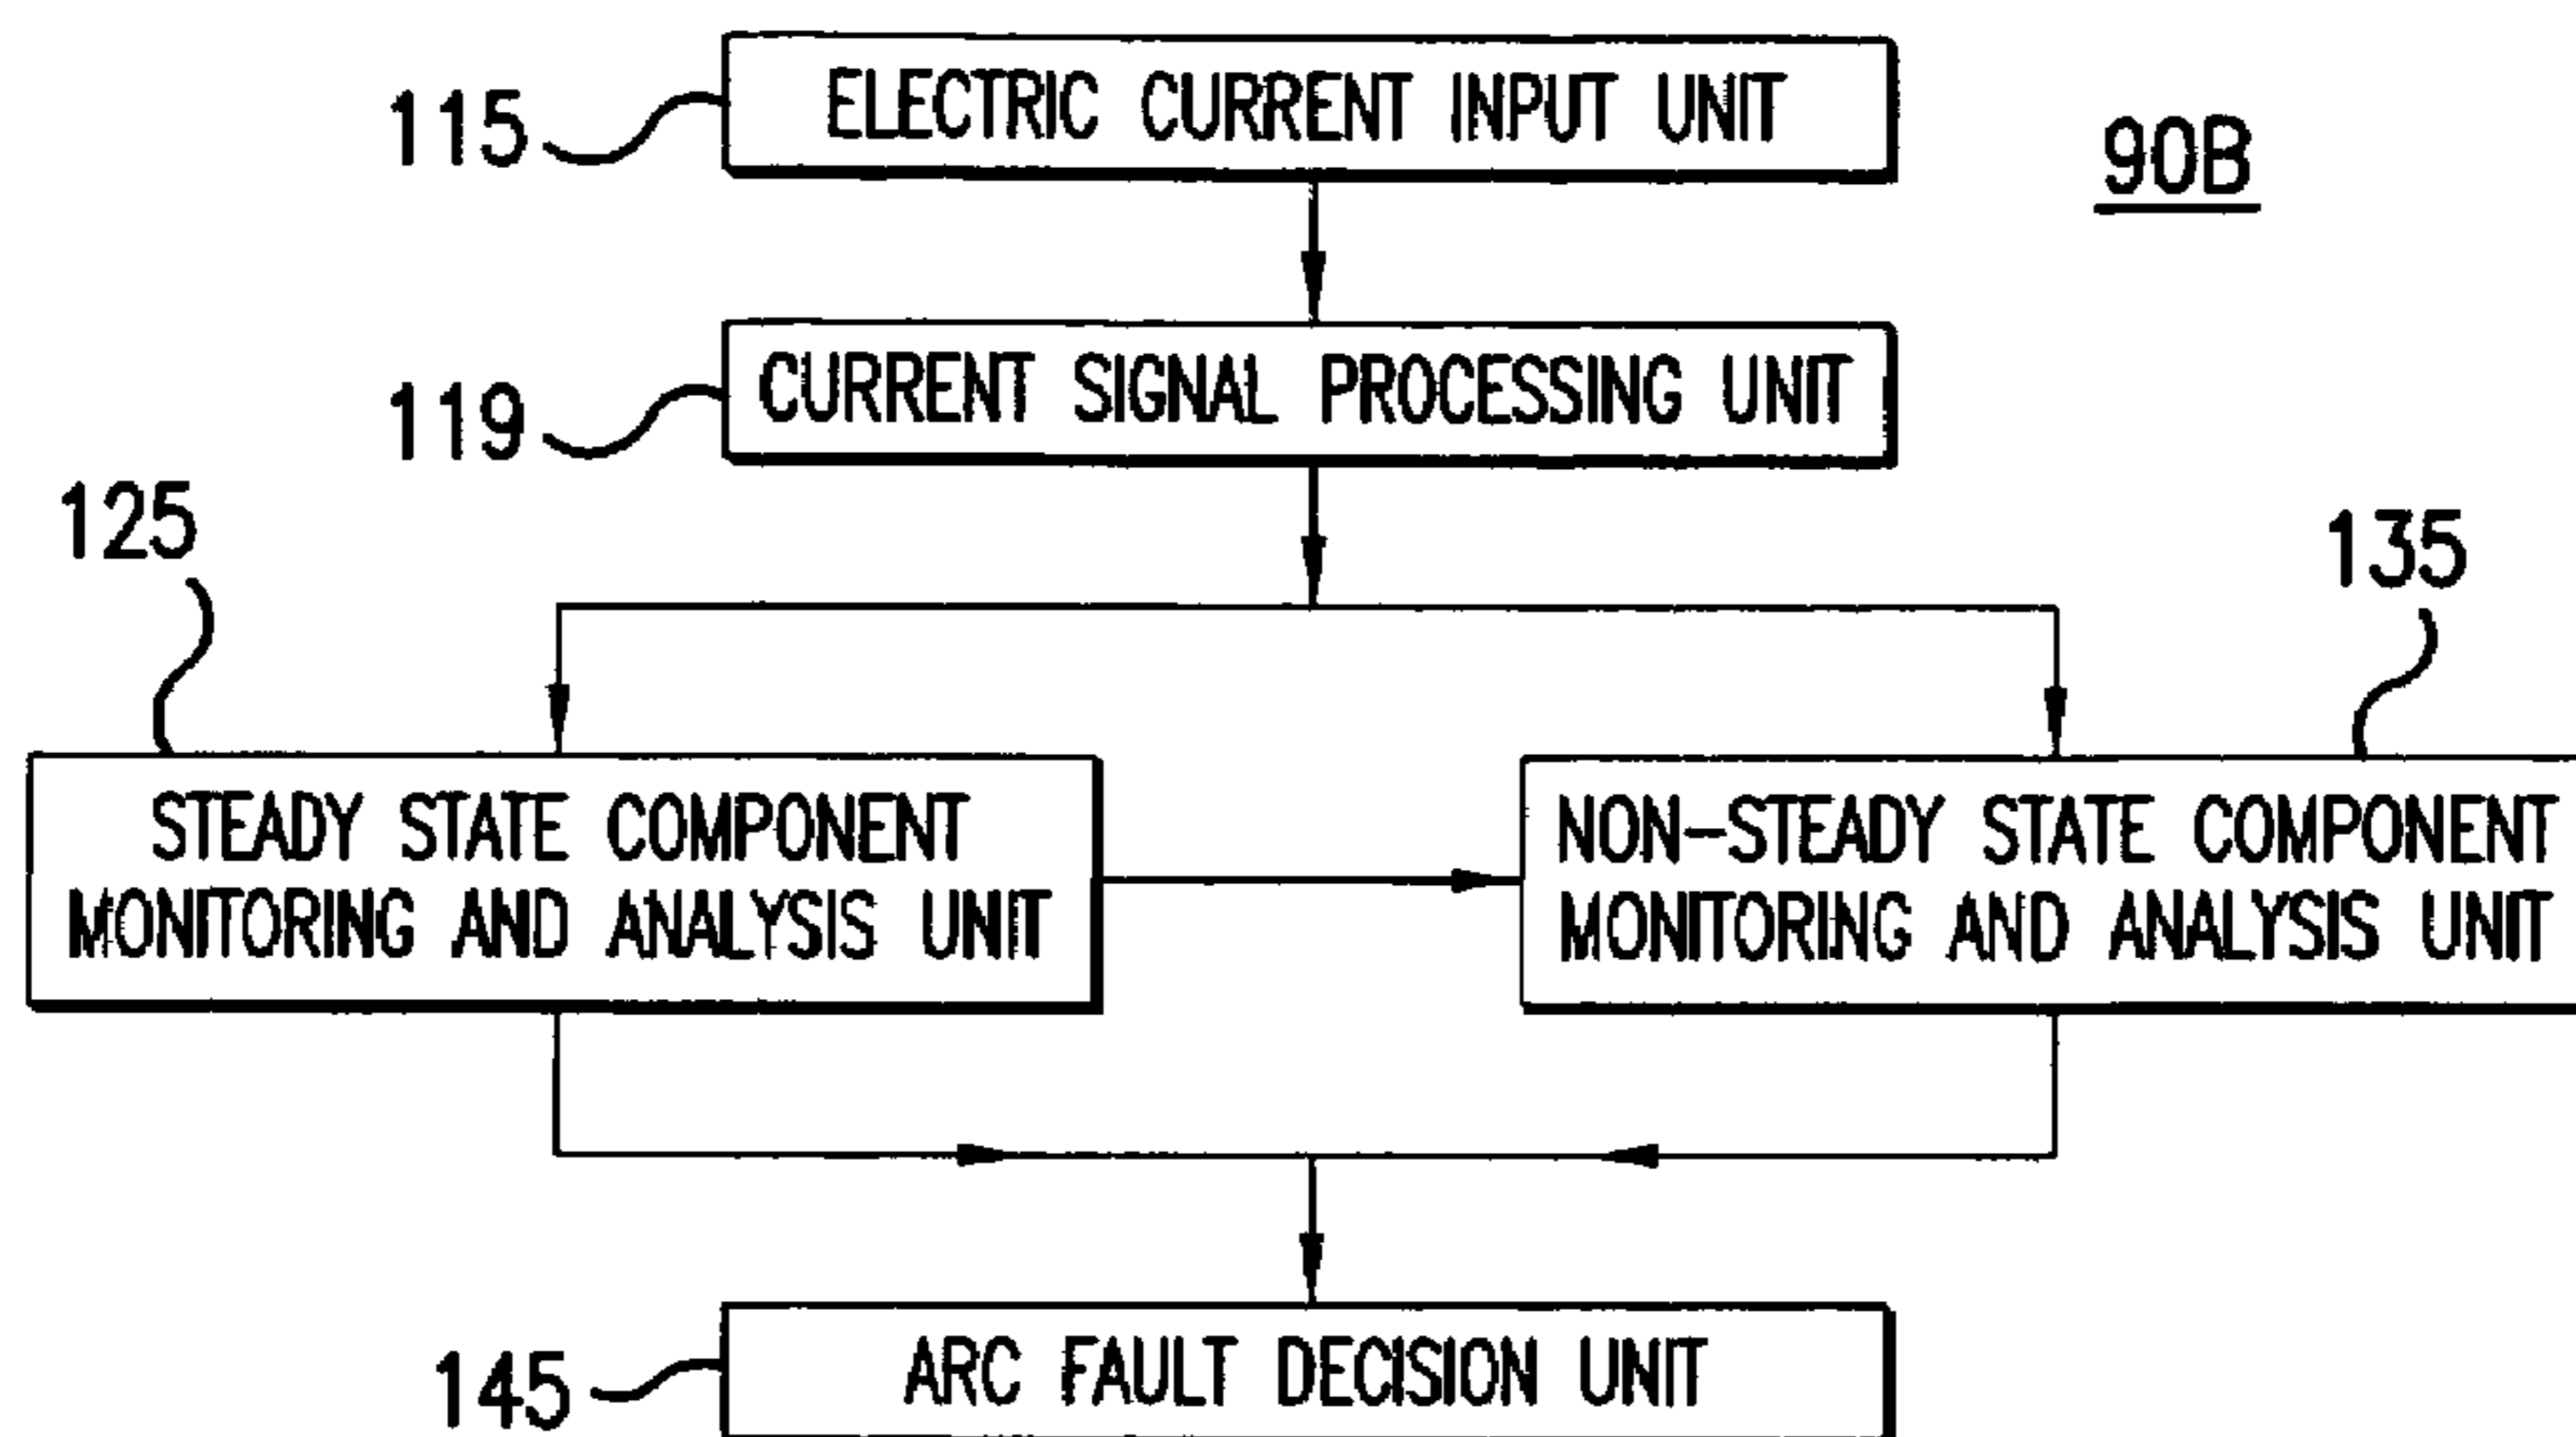 ELECTRIC CURRENT INPUT UNIT
115
90B
CURRENT SIGNAL PROCESSING UNIT
119
125
135
STEADY STATE COMPONENT
MONITORING AND ANALYSIS UNIT
NON-STEADY STATE COMPONENT
MONITORING AND ANALYSIS UNIT
ARC FAULT DECISION UNIT
145